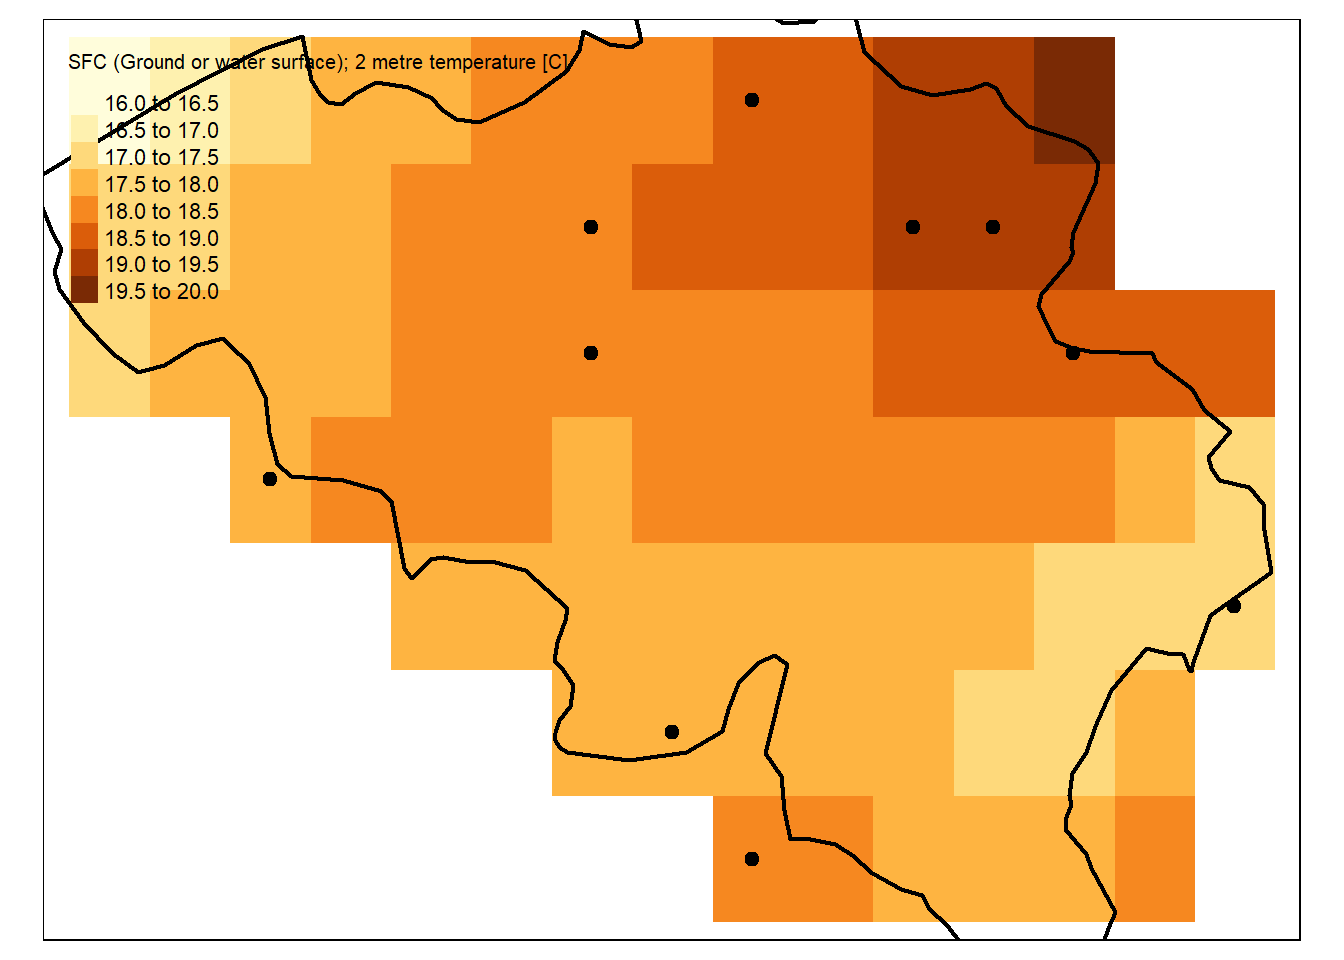 SFC (Ground or water surface); 2 metre temperature [C]
16.0 to 16.5
16.5 to 17.0
17.0 to 17.5
17.5 to 18.0
18.0 to 18.5
18.5 to 19.0
19.0 to 19.5
19.5 to 20.0